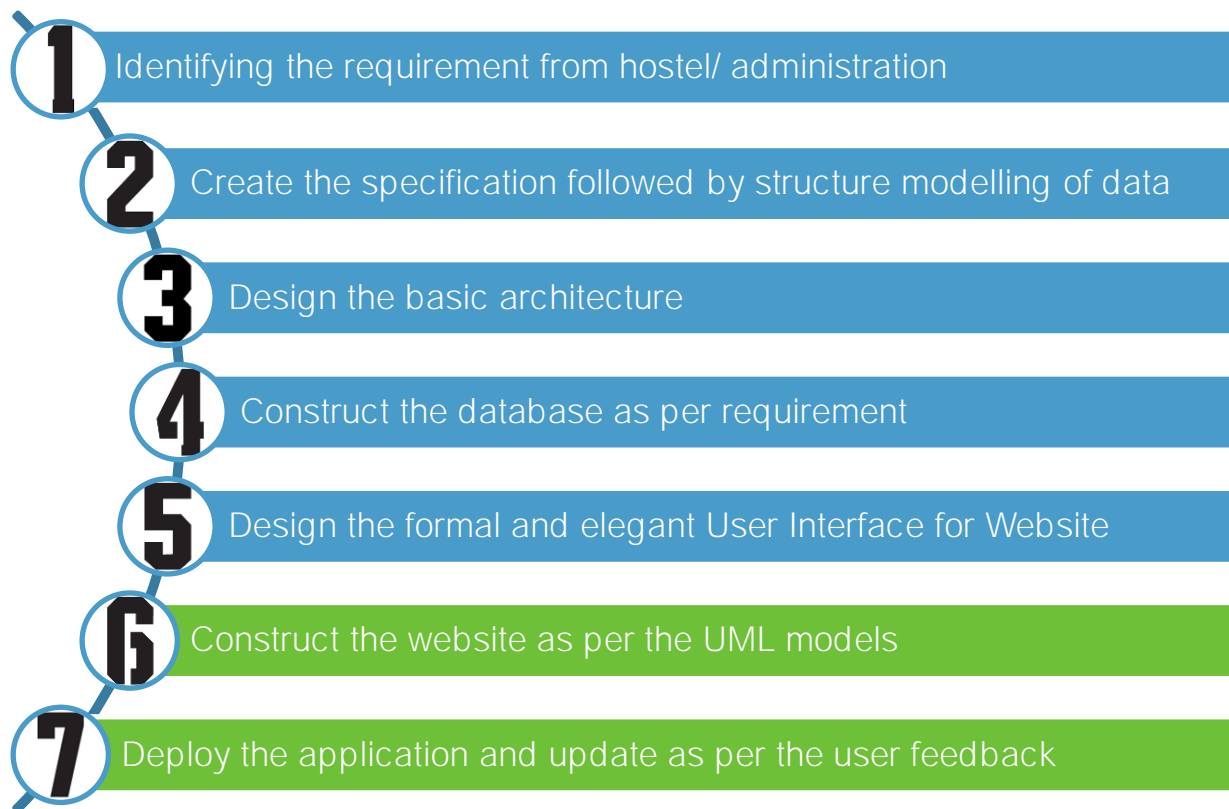 1 Identifying the requirement from hostel/ administration
2 Create the specification followed by structure modelling of data
3 Design the basic architecture
4 Construct the database as per requirement
5 Design the formal and elegant User Interface for Website
6 Construct the website as per the UML models
7 Deploy the application and update as per the user feedback